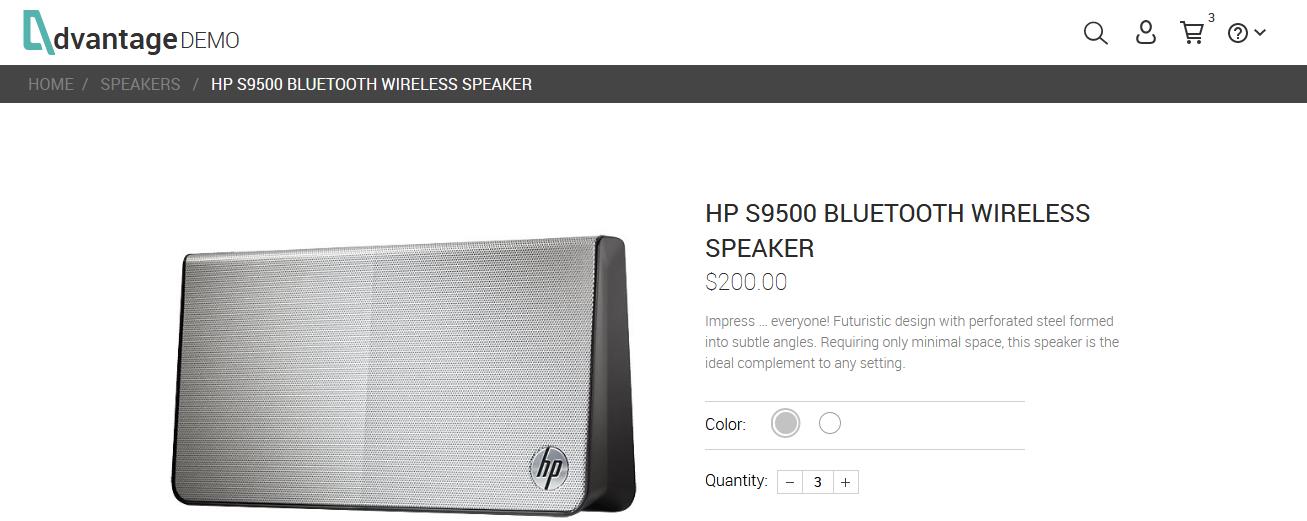 dvantage DEMO
3
HOME / SPEAKERS / HP S9500 BLUETOOTH WIRELESS SPEAKER
HP S9500 BLUETOOTH WIRELESS
SPEAKER
$200.00
Impress ... everyone! Futuristic design with perforated steel formed
into subtle angles. Requiring only minimal space, this speaker is the
ideal complement to any setting.
Color:
Quantity: − 3 +
hp